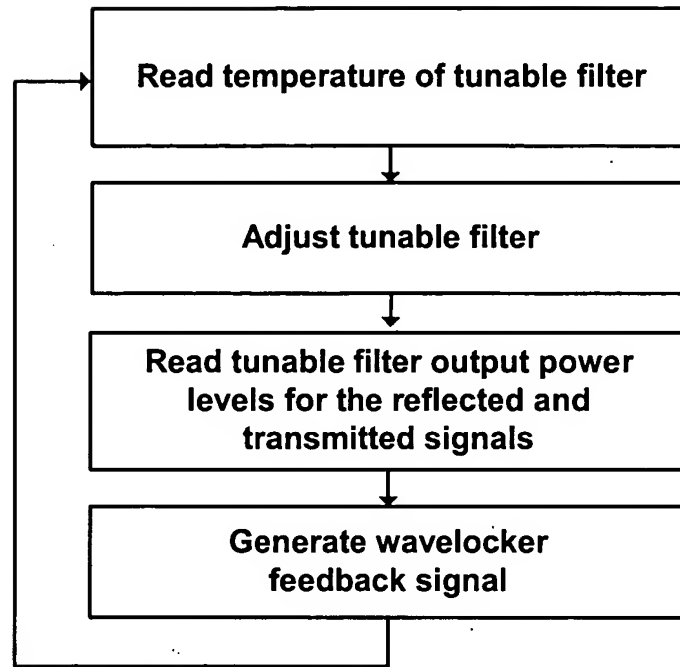 Read temperature of tunable filter
Adjust tunable filter
Read tunable filter output power
levels for the reflected and
transmitted signals
Generate wavelocker
feedback signal